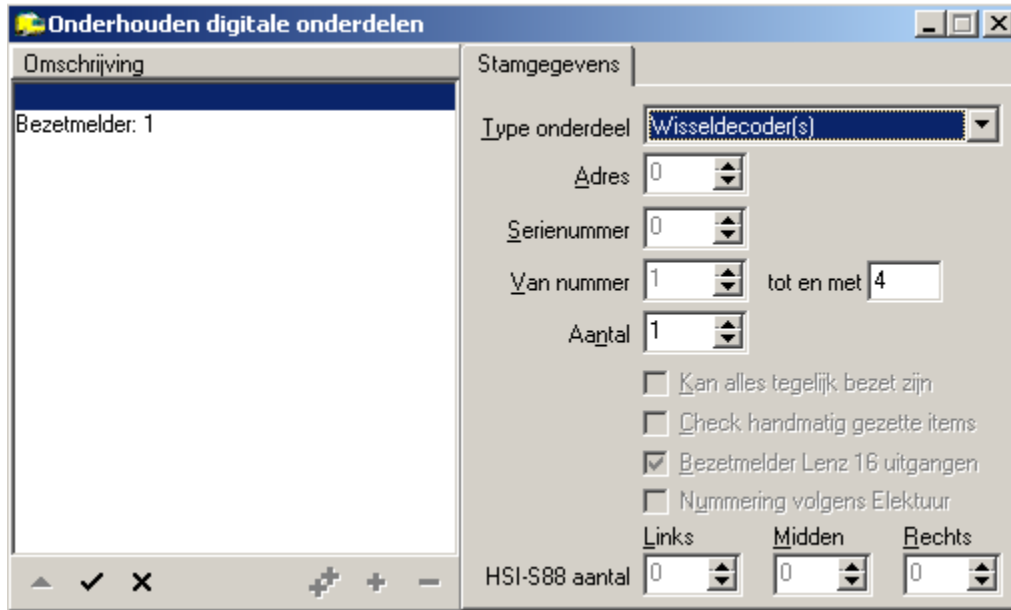 Onderhouden digitale onderdelen
Omschrijving
Bezetmelder: 1
Stamgegevens
Type onderdeel Wisseldecoder(s)
Adres 0
Serienummer 0
Van nummer 1 tot en met 4
Aantal 1
Kan alles tegelijk bezet zijn
Check handmatig gezette items
Bezetmelder Lenz 16 uitgangen
Nummering volgens Elektuur
Links Midden Rechts
HSI-S88 aantal 0 0 0